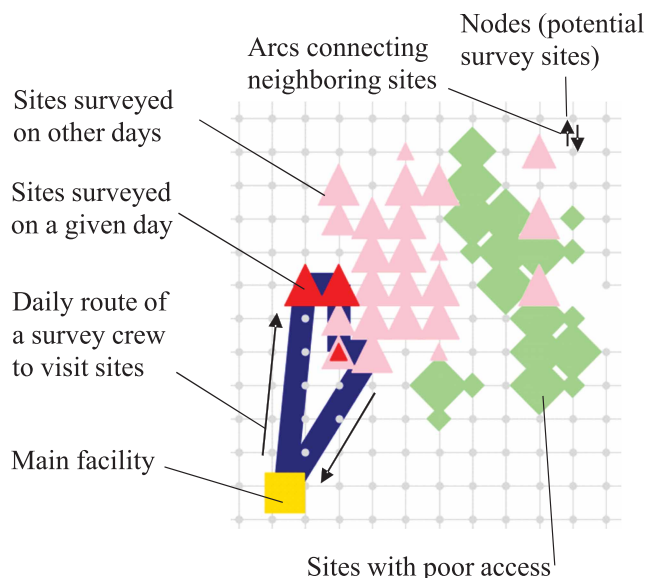 Nodes (potential
survey sites)
Arcs connecting
neighboring sites
Sites surveyed
on other days
Sites surveyed
on a given day
Daily route of
a survey crew
to visit sites
Main facility
Sites with poor access